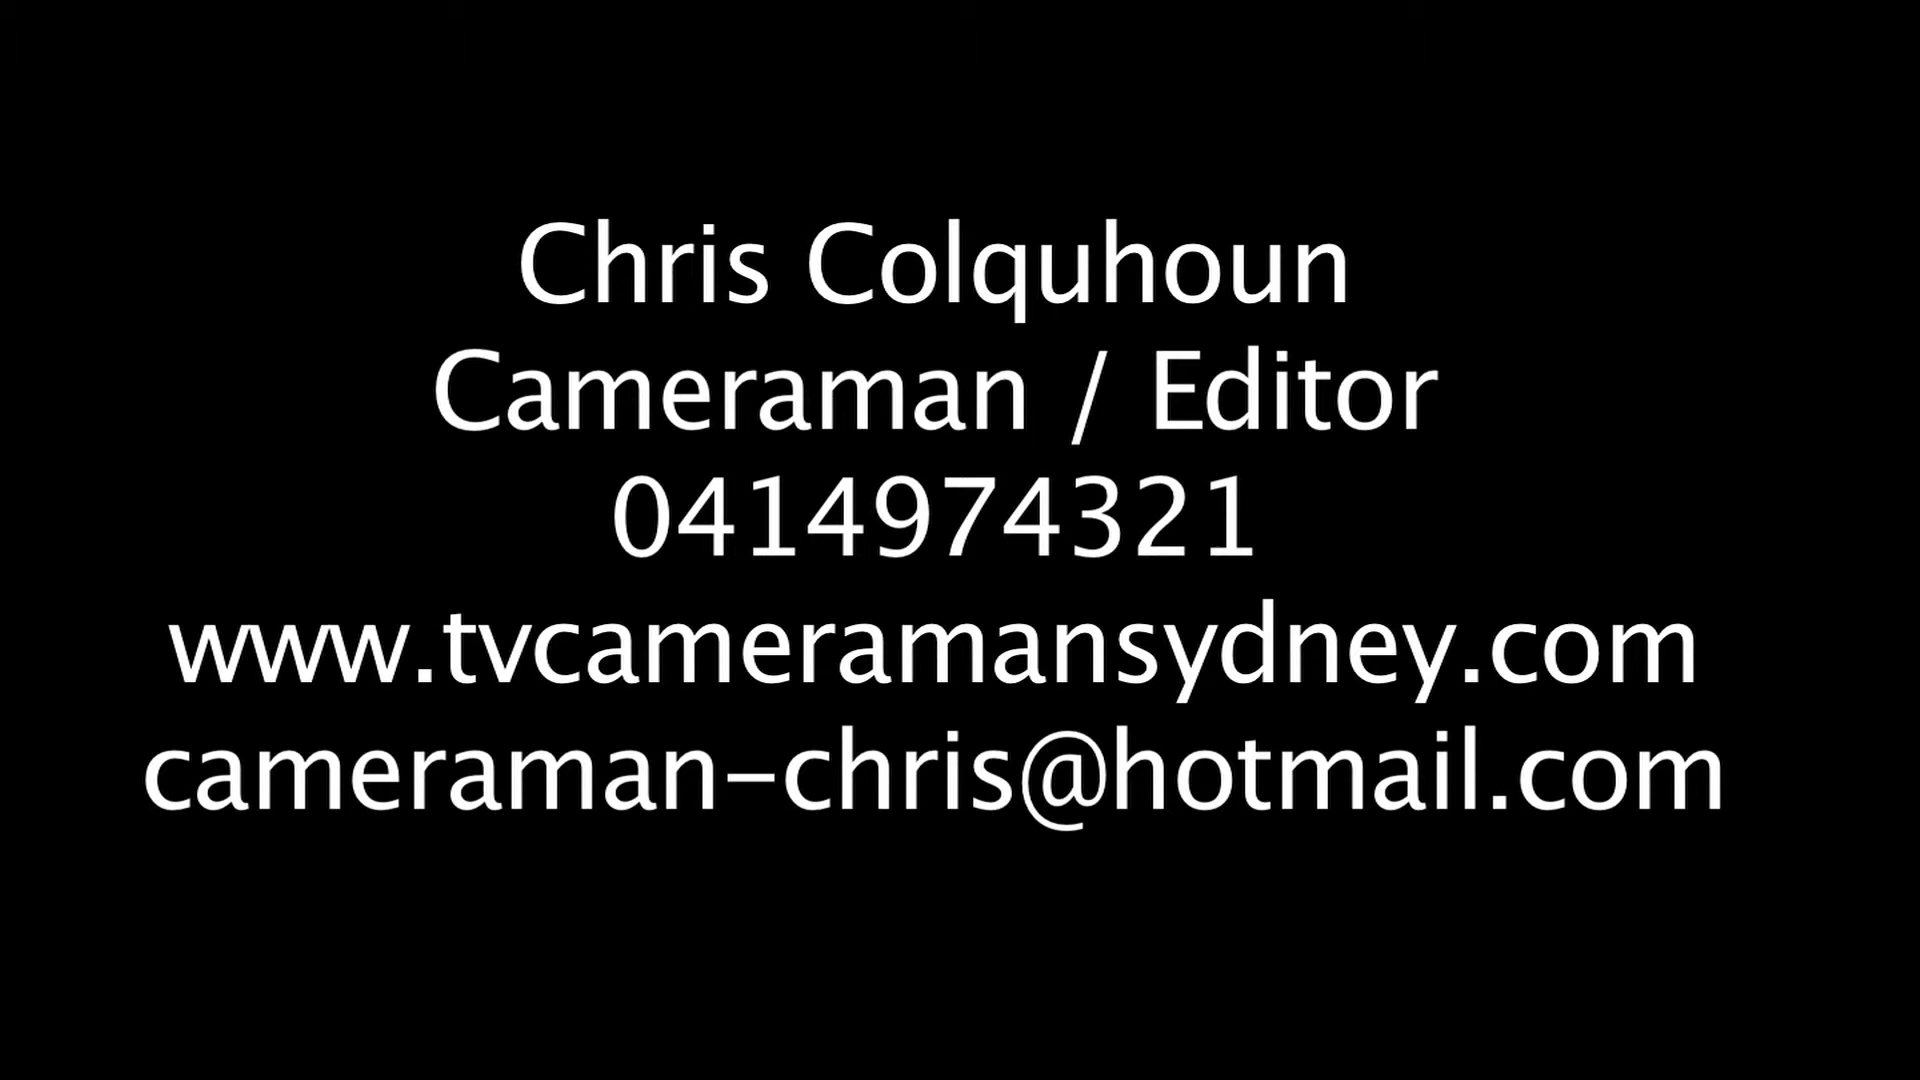 Chris Colquhoun
Cameraman / Editor
0414974321
www.tvcameramansydney.com
cameraman-chris@hotmail.com